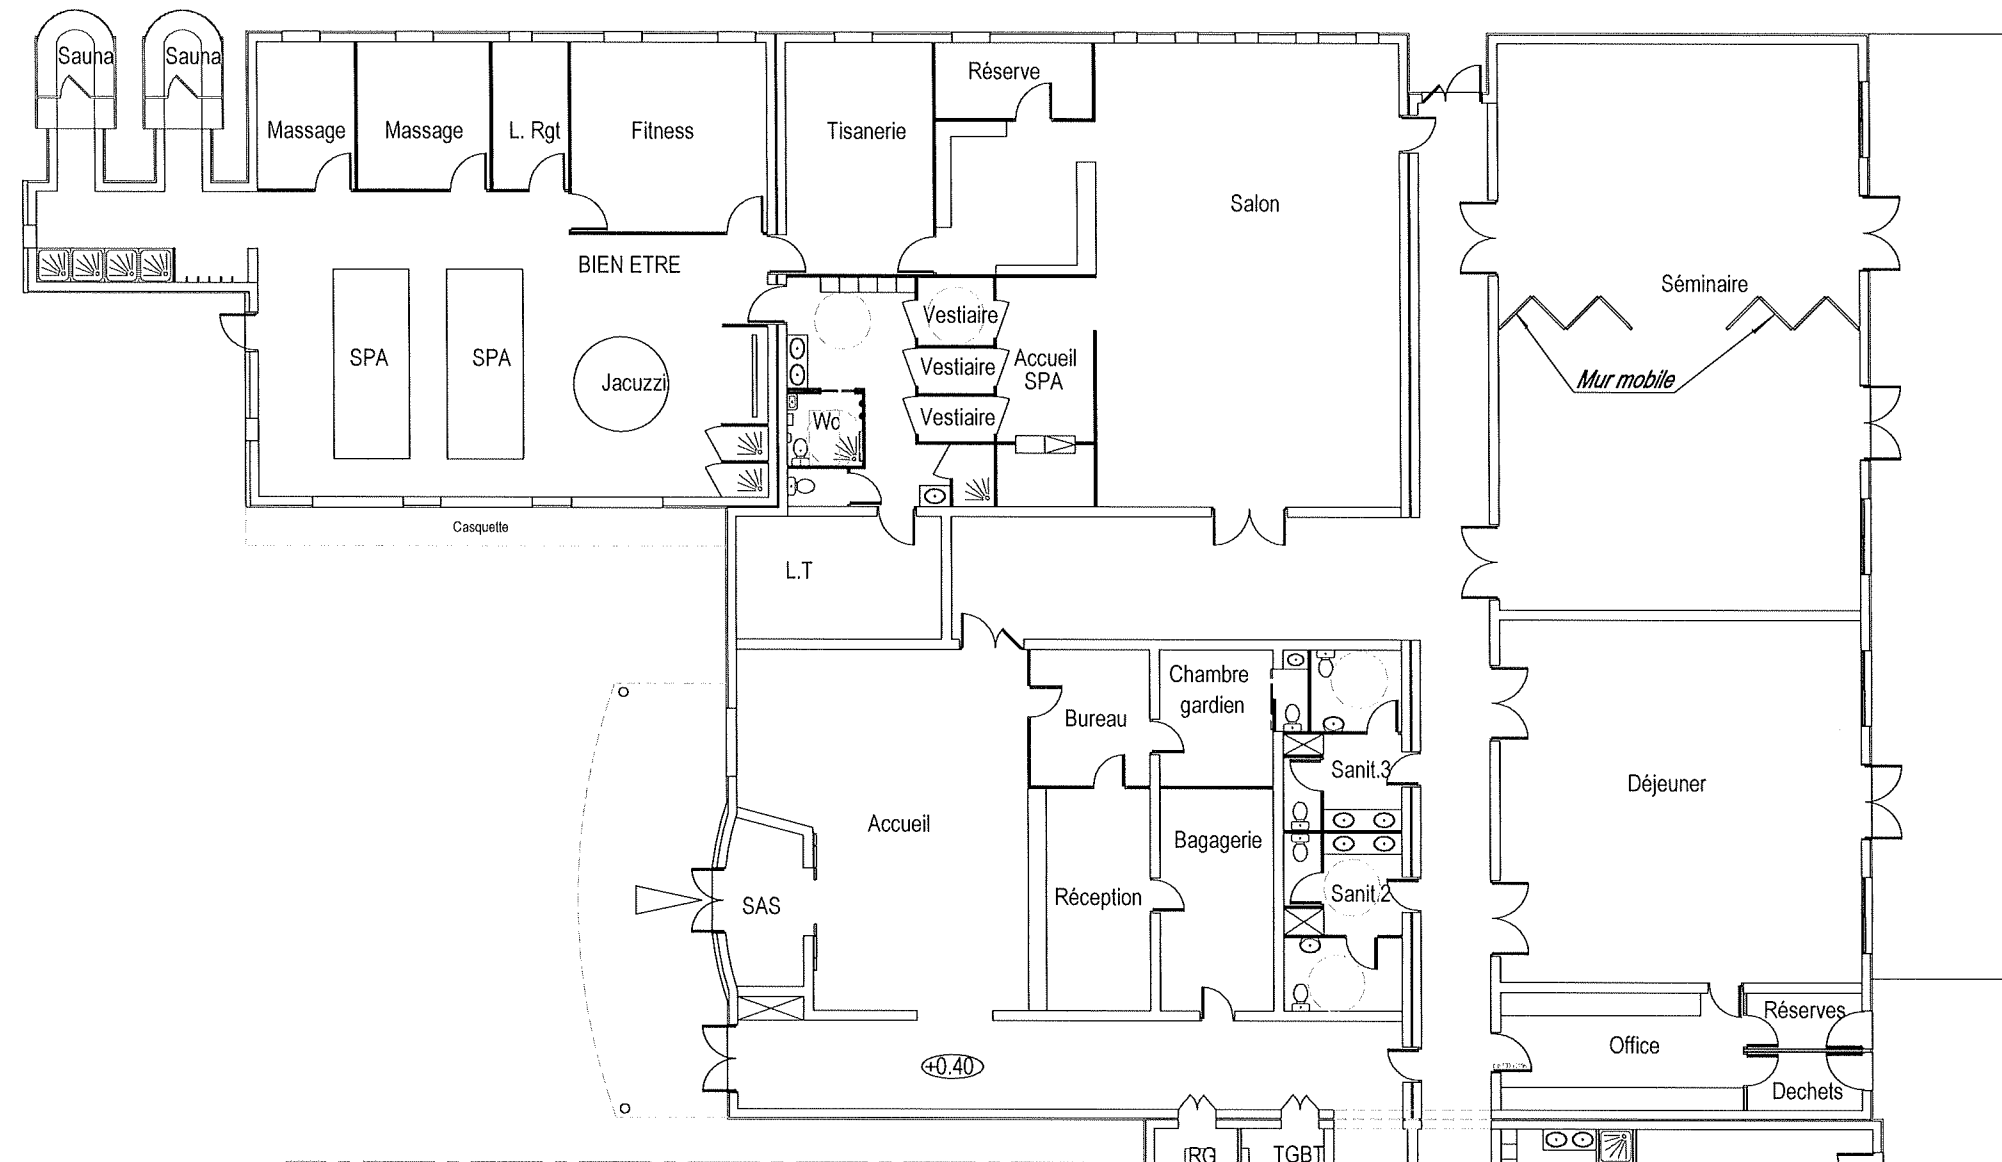 Sauna
Sauna
Massage
Massage
L. Rgt
Fitness
Tisanerie
Réserve
Salon
BIEN ETRE
Séminaire
Vestiaire
Vestiaire
Vestiaire
Accueil
SPA
SPA
SPA
Jacuzzi
Mur mobile
Wc
Casquette
L.T
Chambre
gardien
Bureau
Sanit.3
Déjeuner
Accueil
Bagagerie
Réception
Sanit.2
SAS
Réserves
Office
+0.40
Dechets
RG
TGBT